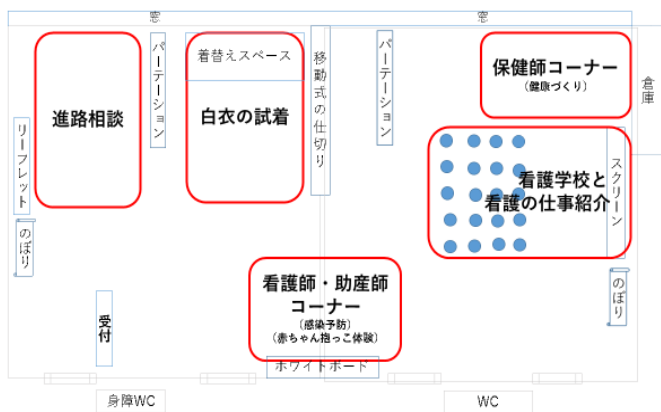 窓
窓
進路相談
パーテーション
着替えスペース
白衣の試着
移動式の仕切り
パーテーション
保健師コーナー
(健康づくり)
倉庫
リーフレット
のぼり
看護学校と
看護の仕事紹介
スクリーン
のぼり
受付
看護師・助産師
コーナー
(感染予防)
(赤ちゃん抱っこ体験)
ホワイトボード
身障WC
WC